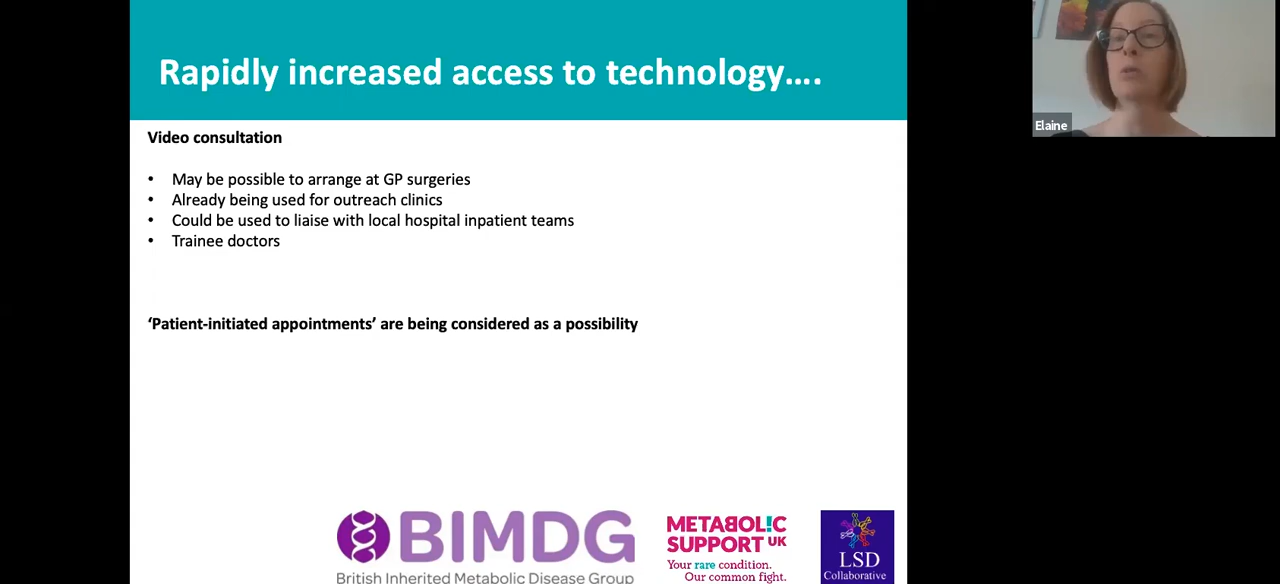 Rapidly increased access to technology....
Elaine
Video consultation
• May be possible to arrange at GP surgeries
• Already being used for outreach clinics
• Could be used to liaise with local hospital inpatient teams
• Trainee doctors
‘Patient-initiated appointments’ are being considered as a possibility
BIMDG
British Inherited Metabolic Disease Group
METABOL!C
SUPPORT UK
Your rare condition.
Our common fight.
LSD
Collaborative